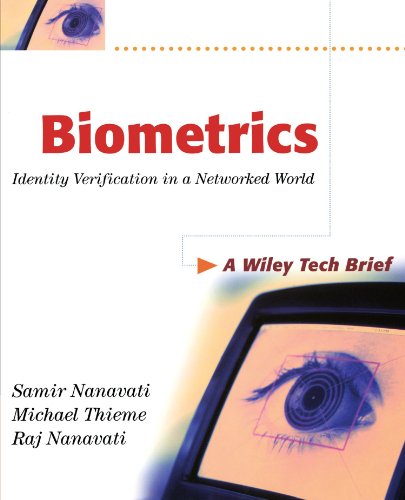 Biometrics
Identity Verification in a Networked World
A Wiley Tech Brief
Samir Nanavati
Michael Thieme
Raj Nanavati